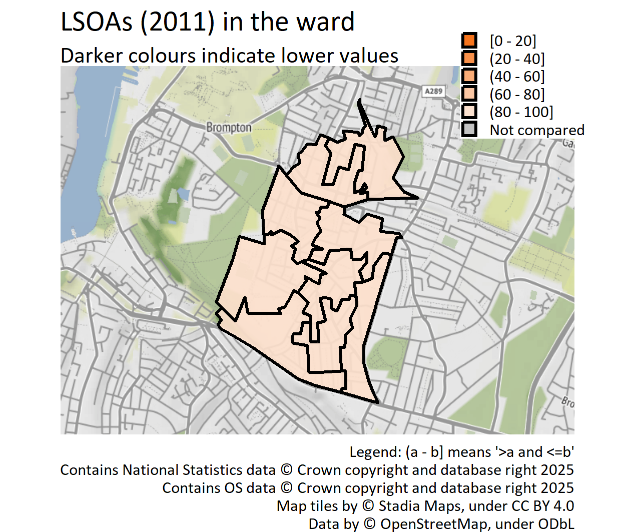 LSOAs (2011) in the ward
Darker colours indicate lower values
[0 - 20]
(20 - 40]
(40 - 60]
(60 - 80]
(80 - 100]
Not compared
A289
Brompton
Legend: (a - b] means '>a and <=b'
Contains National Statistics data © Crown copyright and database right 2025
Contains OS data © Crown copyright and database right 2025
Map tiles by © Stadia Maps, under CC BY 4.0
Data by © OpenStreetMap, under ODbL